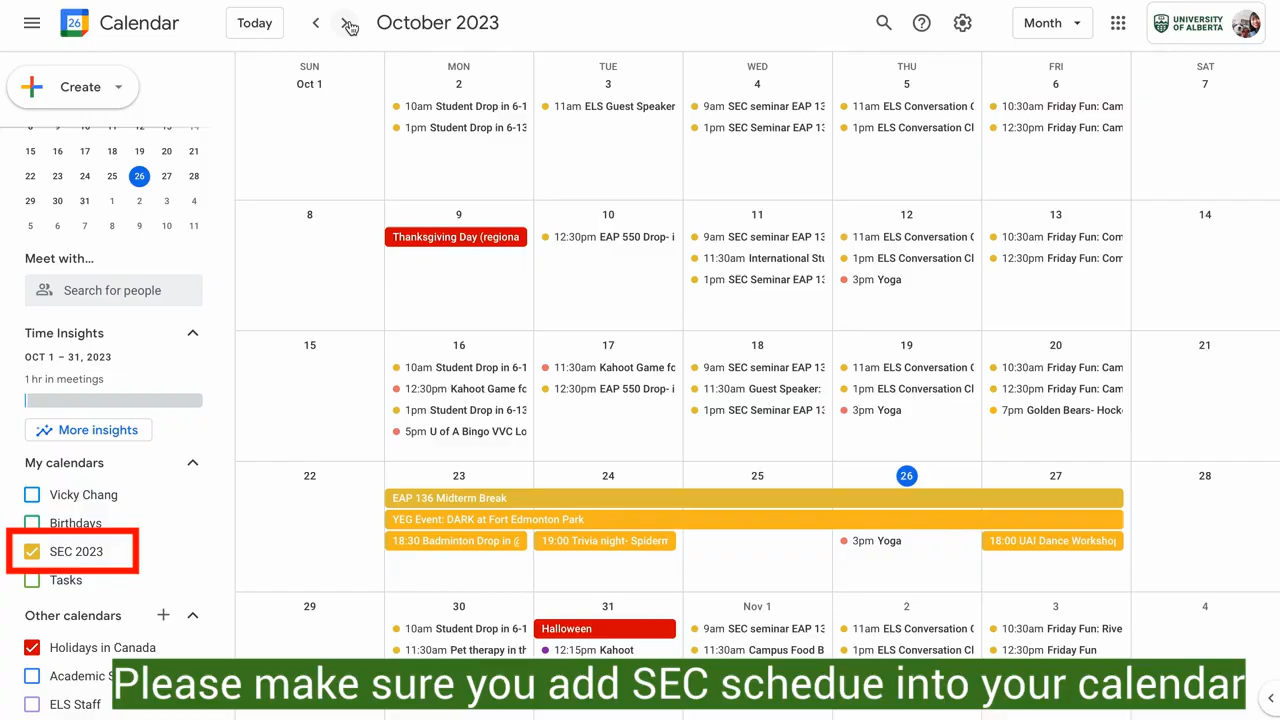 26 Calendar Today October 2023 Month UNIVERSITY OF ALBERTA
Create
8 9 10 11 12 13 14
15 16 17 18 19 20 21
22 23 24 25 26 27 28
29 30 31 1 2 3 4
5 6 7 8 9 10 11
Meet with...
Search for people
Time Insights
OCT 1 – 31, 2023
1 hr in meetings
More insights
My calendars
Vicky Chang
Birthdays
SEC 2023
Tasks
Other calendars
Holidays in Canada
Academic S
ELS Staff
SUN MON TUE WED THU FRI SAT
Oct 1 2 3 4 5 6 7
10am Student Drop in 6-1 11am ELS Guest Speaker 9am SEC seminar EAP 13 11am ELS Conversation C 10:30am Friday Fun: Cam
1pm Student Drop in 6-13 1pm SEC Seminar EAP 13 1pm ELS Conversation Cl 12:30pm Friday Fun: Cam
8 9 10 11 12 13 14
Thanksgiving Day (regiona 12:30pm EAP 550 Drop- i 9am SEC seminar EAP 13 11am ELS Conversation C 10:30am Friday Fun: Com
11:30am International Stu 1pm ELS Conversation Cl 12:30pm Friday Fun: Com
1pm SEC Seminar EAP 13 3pm Yoga
15 16 17 18 19 20 21
10am Student Drop in 6-1 11:30am Kahoot Game fo 9am SEC seminar EAP 13 11am ELS Conversation C 10:30am Friday Fun: Cam
12:30pm Kahoot Game fo 12:30pm EAP 550 Drop- i 11:30am Guest Speaker: 1pm ELS Conversation Cl 12:30pm Friday Fun: Cam
1pm Student Drop in 6-13 1pm SEC Seminar EAP 13 3pm Yoga 7pm Golden Bears- Hock
5pm U of A Bingo VVC Lo
22 23 24 25 26 27 28
EAP 136 Midterm Break
YEG Event: DARK at Fort Edmonton Park
18:30 Badminton Drop in @ 19:00 Trivia night- Spiderm 3pm Yoga 18:00 UAI Dance Workshop
29 30 31 Nov 1 2 3 4
10am Student Drop in 6-1 Halloween 9am SEC seminar EAP 13 11am ELS Conversation C 10:30am Friday Fun: Rive
11:30am Pet therapy in th 12:15pm Kahoot 11:30am Campus Food B 1pm ELS Conversation Cl 12:30pm Friday Fun
Please make sure you add SEC schedue into your calendar